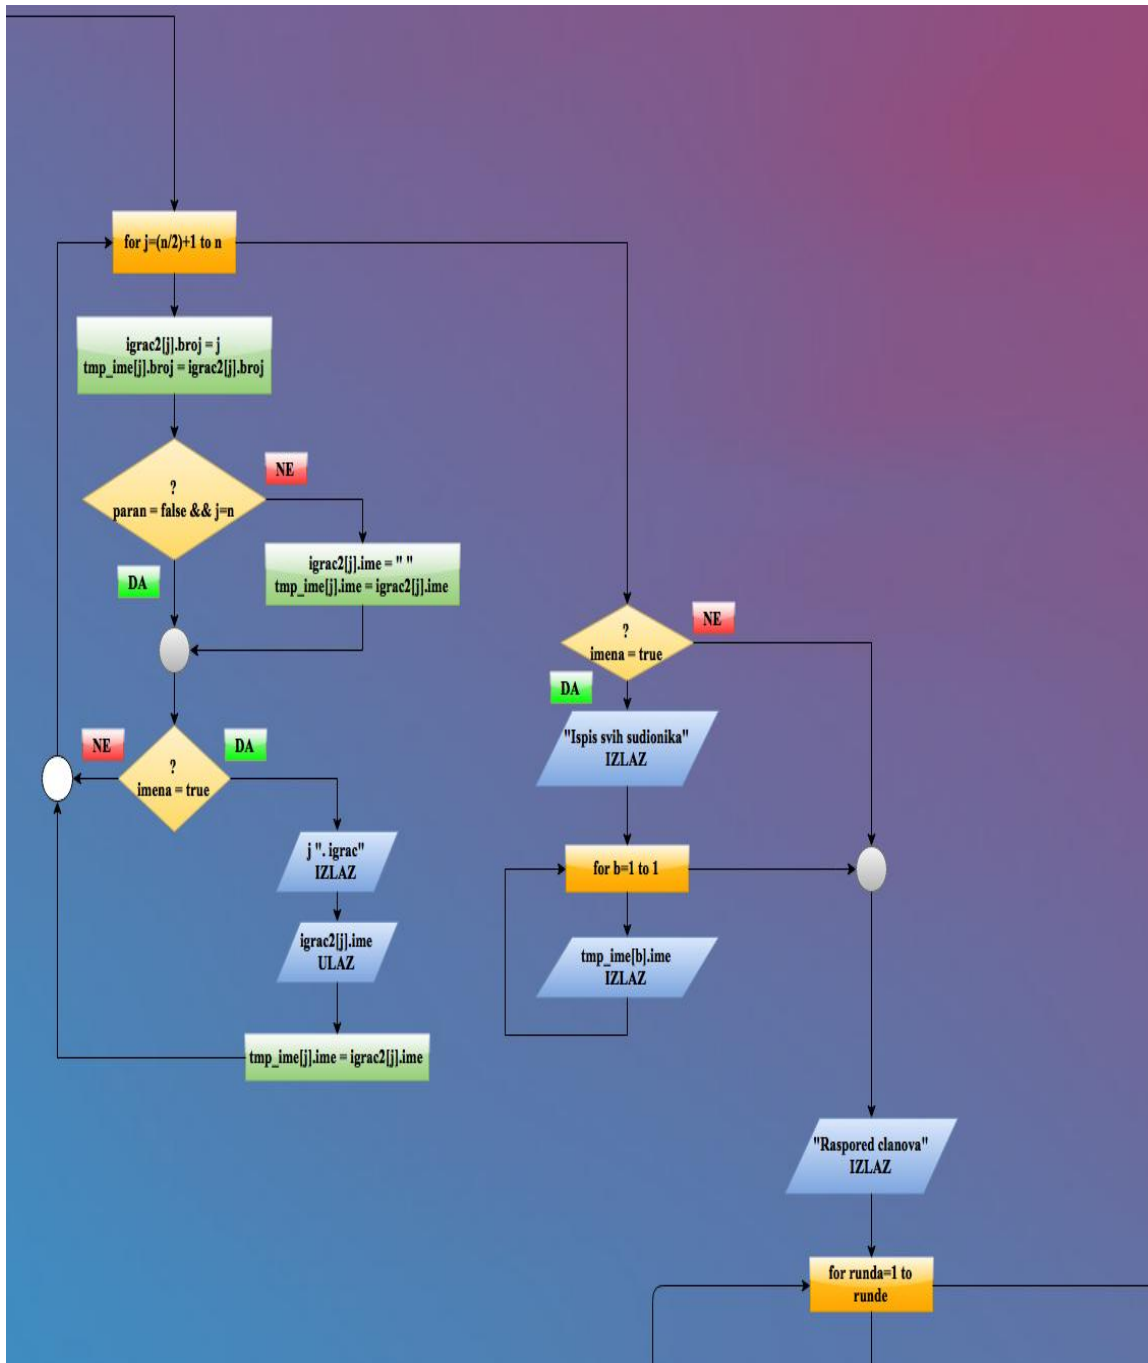 for j=(n/2)+1 to n
igrac2[j].broj = j
tmp_ime[j].broj = igrac2[j].broj
?
paran = false && j=n
NE
igrac2[j].ime = " "
tmp_ime[j].ime = igrac2[j].ime
DA
NE
?
imena = true
DA
j ". igrac"
IZLAZ
igrac2[j].ime
ULAZ
tmp_ime[j].ime = igrac2[j].ime
?
imena = true
NE
DA
"Ispis svih sudionika"
IZLAZ
for b=1 to 1
tmp_ime[b].ime
IZLAZ
"Raspored clanova"
IZLAZ
for runda=1 to
runde